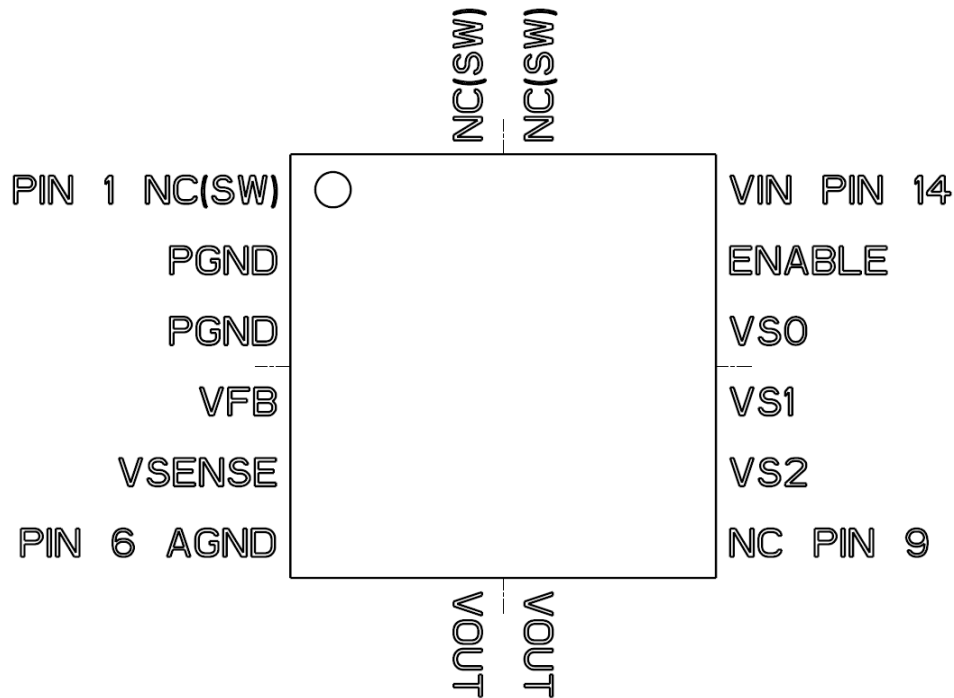 NC(SW)
NC(SW)
PIN 1 NC(SW)
VIN PIN 14
PGND
ENABLE
PGND
VS0
VFB
VS1
VSENSE
VS2
PIN 6 AGND
NC PIN 9
VOUT
VOUT